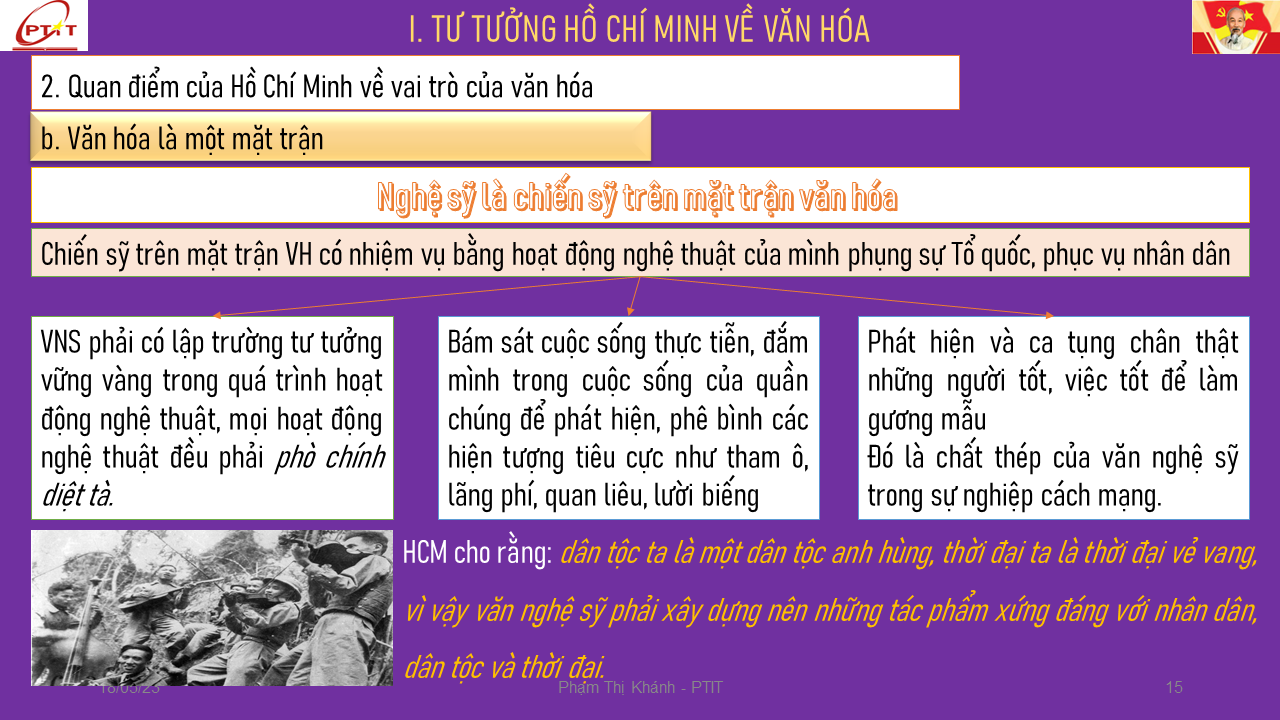 PTIT
I. TƯ TƯỞNG HỒ CHÍ MINH VỀ VĂN HÓA
2. Quan điểm của Hồ Chí Minh về vai trò của văn hóa
b. Văn hóa là một mặt trận
Nghệ sỹ là chiến sỹ trên mặt trận văn hóa
Chiến sỹ trên mặt trận VH có nhiệm vụ bằng hoạt động nghệ thuật của mình phụng sự Tổ quốc, phục vụ nhân dân
VNS phải có lập trường tư tưởng
vững vàng trong quá trình hoạt
động nghệ thuật, mọi hoạt động
nghệ thuật đều phải phò chính
diệt tà.
Bám sát cuộc sống thực tiễn, đắm
mình trong cuộc sống của quần
chúng để phát hiện, phê bình các
hiện tượng tiêu cực như tham ô,
lãng phí, quan liêu, lười biếng
Phát hiện và ca tụng chân thật
những người tốt, việc tốt để làm
gương mẫu
Đó là chất thép của văn nghệ sỹ
trong sự nghiệp cách mạng.
HCM cho rằng: dân tộc ta là một dân tộc anh hùng, thời đại ta là thời đại vẻ vang,
vì vậy văn nghệ sỹ phải xây dựng nên những tác phẩm xứng đáng với nhân dân,
dân tộc và thời đại.
18/05/23
Phạm Thị Khánh - PTIT
15